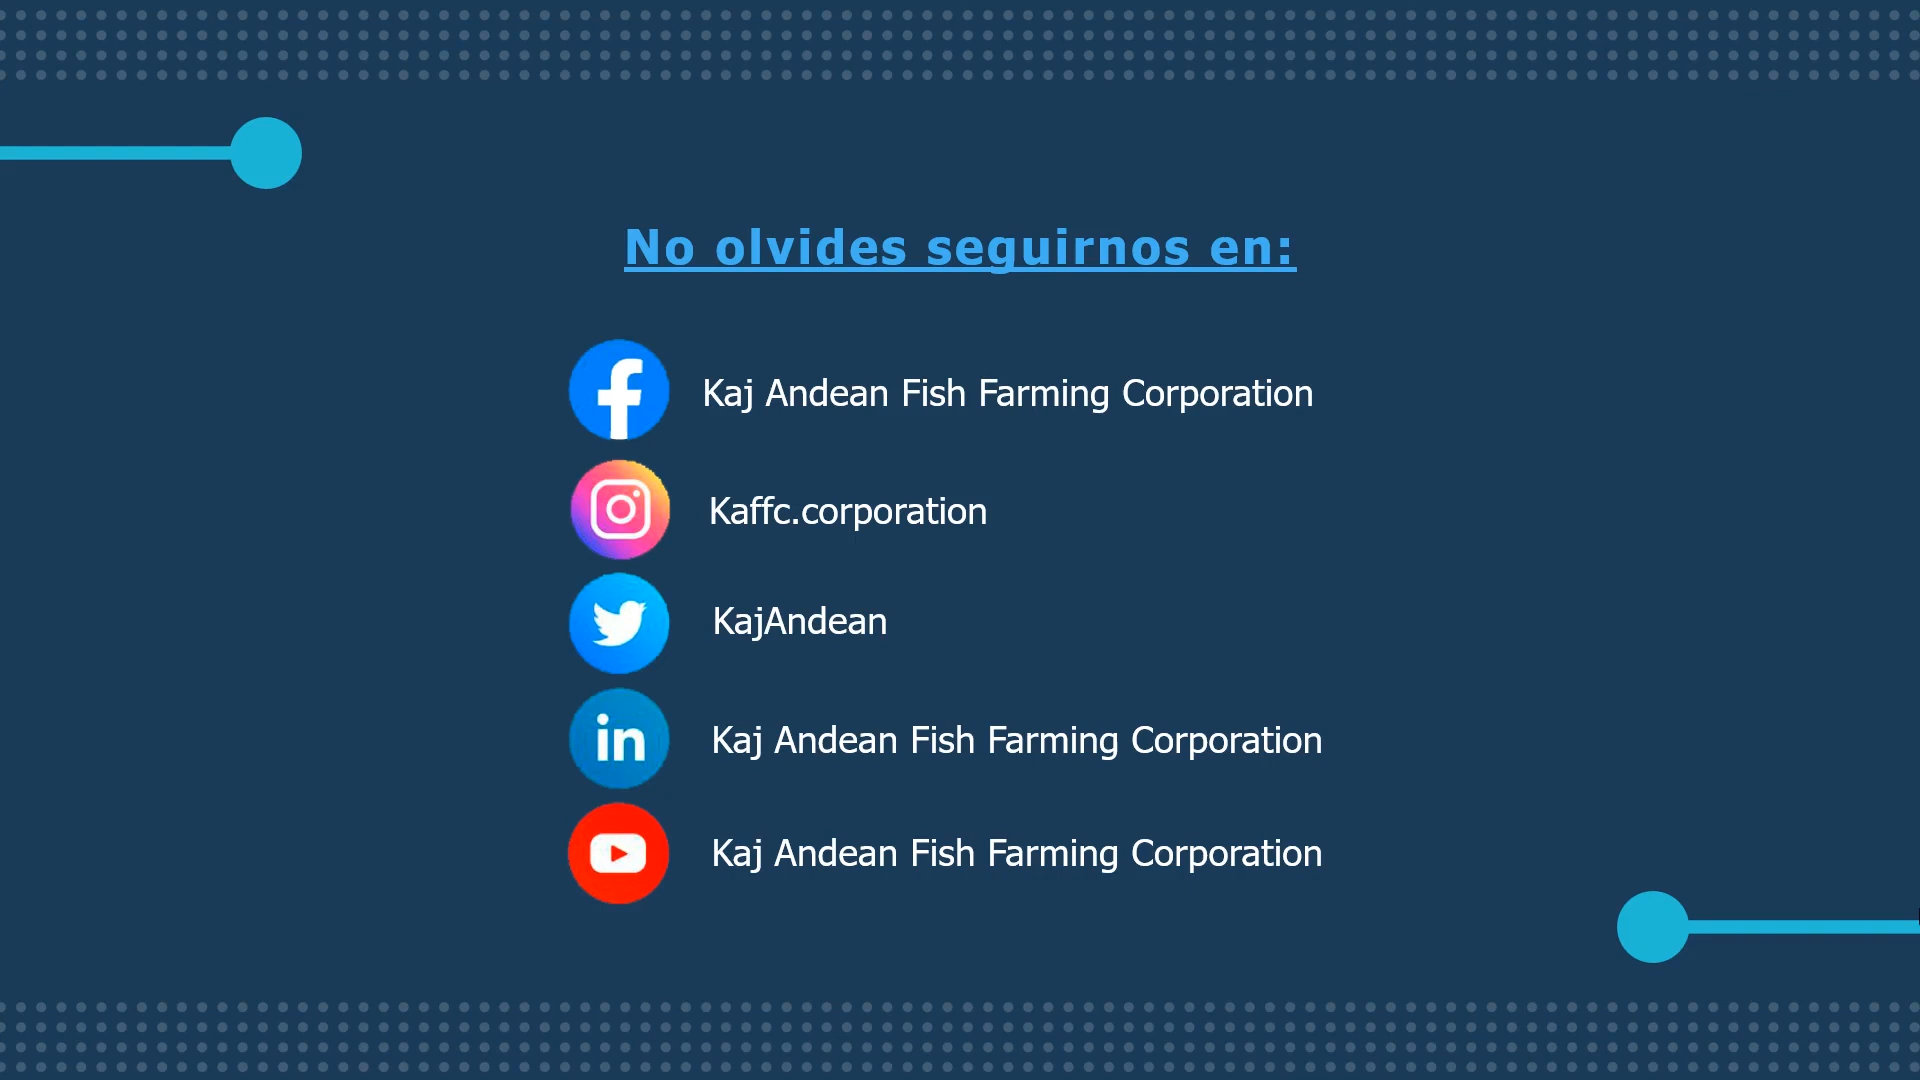 No olvides seguirnos en:
Kaj Andean Fish Farming Corporation
Kaffc.corporation
KajAndean
in
Kaj Andean Fish Farming Corporation
Kaj Andean Fish Farming Corporation